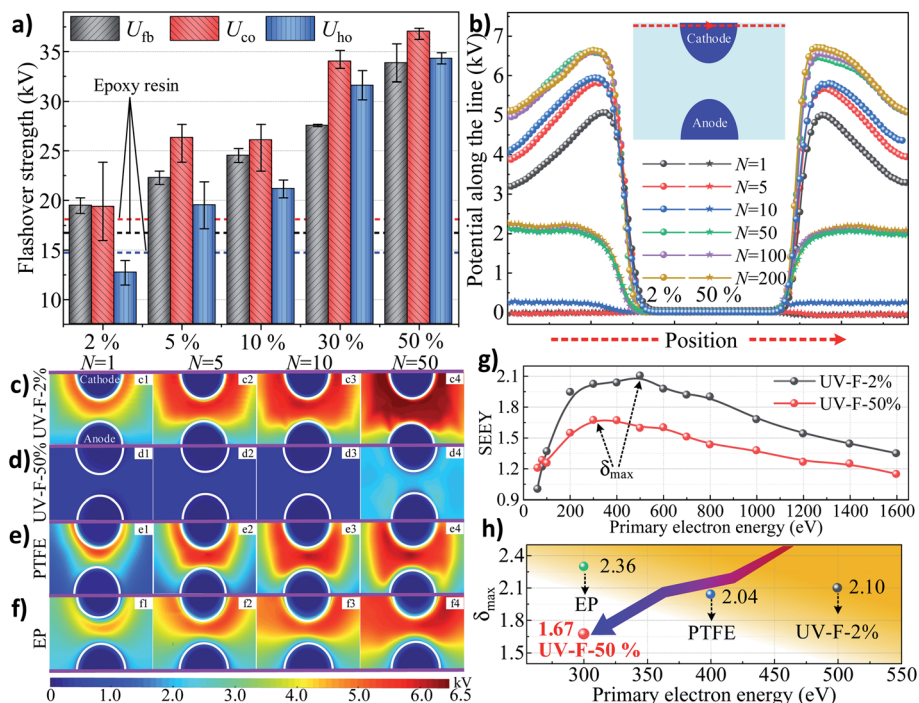 a)
U_fb U_co U_ho
Epoxy resin
Flashover strength (kV)
35
30
25
20
15
10
2 % 5 % 10 % 30 % 50 %
b)
Cathode
Anode
N=1
N=5
N=10
N=50
N=100
N=200
2 % 50 %
Potential along the line (kV)
7
6
5
4
3
2
1
0
Position
N=1 N=5 N=10 N=50
c)
UV-F-2%
Cathode
Anode
c1 c2 c3 c4
d)
UV-F-50%
d1 d2 d3 d4
e)
PTFE
e1 e2 e3 e4
f)
EP
f1 f2 f3 f4
kV
0 1.0 2.0 3.0 4.0 5.0 6.0 6.5
g)
UV-F-2%
UV-F-50%
δmax
SEEY
2.1
1.8
1.5
1.2
0.9
0 200 400 600 800 1000 1200 1400 1600
Primary electron energy (eV)
h)
δmax
2.4
2.1
1.8
1.5
2.36
EP
2.04
PTFE
2.10
UV-F-2%
1.67
UV-F-50 %
300 350 400 450 500 550
Primary electron energy (eV)